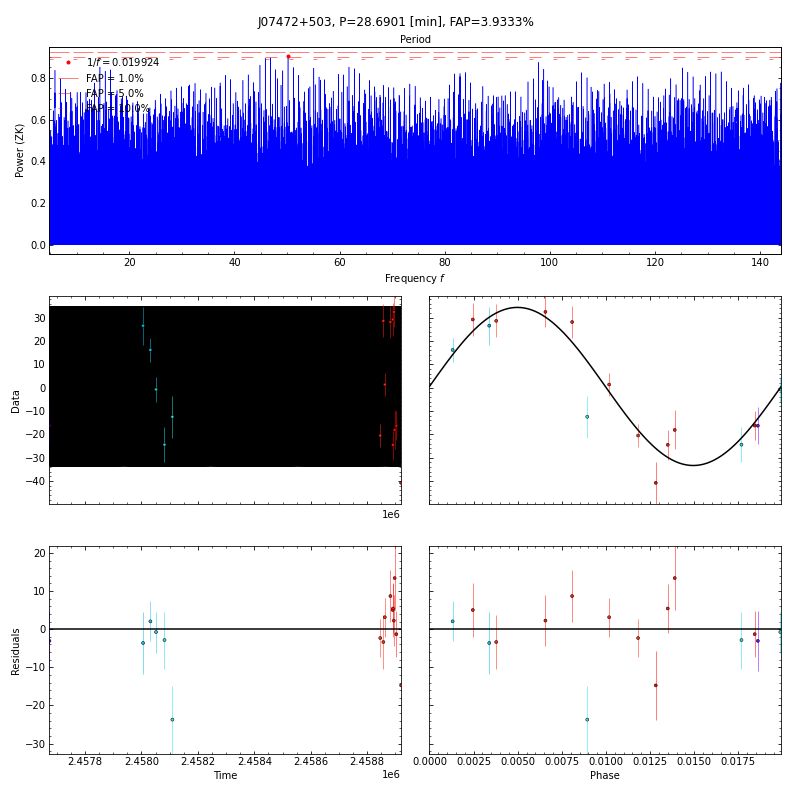 J07472+503, P=28.6901 [min], FAP=3.9333%
Period
1/f = 0.019924
FAP = 1.0%
FAP = 5.0%
FAP = 10.0%
Power (ZK)
0.8
0.6
0.4
0.2
0.0
20 40 60 80 100 120 140
Frequency f
Data
30
20
10
0
−10
−20
−30
−40
1e6
Residuals
20
10
0
−10
−20
−30
2.4578 2.4580 2.4582 2.4584 2.4586 2.4588
1e6
Time
0.0000 0.0025 0.0050 0.0075 0.0100 0.0125 0.0150 0.0175
Phase